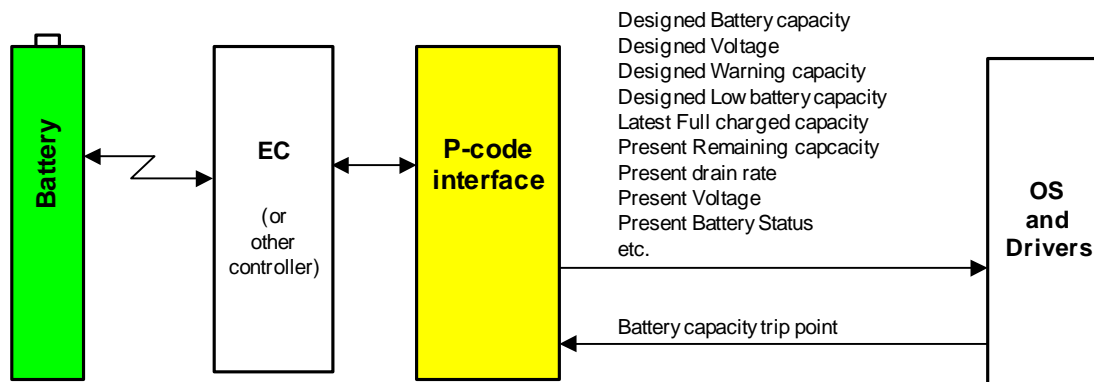 Battery
EC
(or
other
controller)
P-code
interface
Designed Battery capacity
Designed Voltage
Designed Warning capacity
Designed Low battery capacity
Latest Full charged capacity
Present Remaining capcacity
Present drain rate
Present Voltage
Present Battery Status
etc.
Battery capacity trip point
OS
and
Drivers